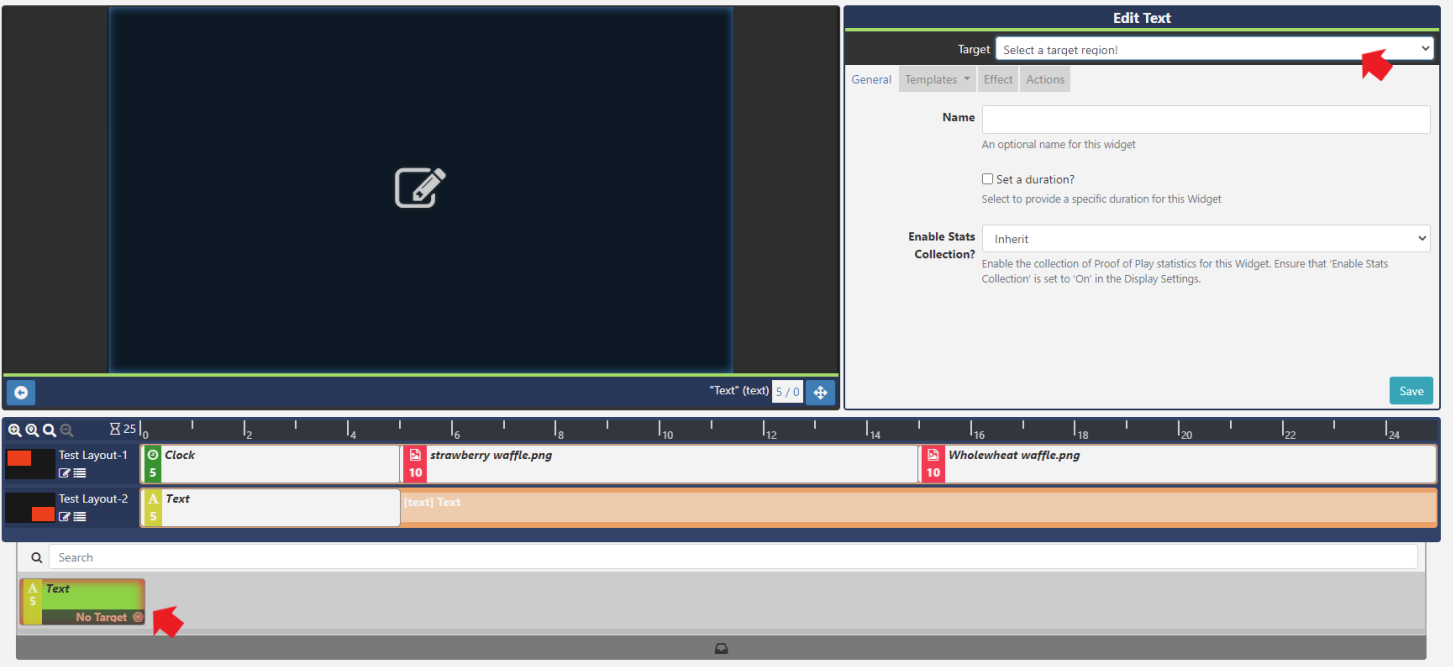 Edit Text
Target Select a target region!
General Templates Effect Actions
Name
An optional name for this widget
Set a duration?
Select to provide a specific duration for this Widget
Enable Stats Collection? Inherit
Enable the collection of Proof of Play statistics for this Widget. Ensure that 'Enable Stats
Collection' is set to 'On' in the Display Settings.
"Text" (text) 5 / 0
Save
25 0 2 4 6 8 10 12 14 16 18 20 22 24
Test Layout-1 Clock strawberry waffle.png Wholewheat waffle.png
5 10 10
Test Layout-2 A Text [text] Text
5
Search
A Text
5
No Target